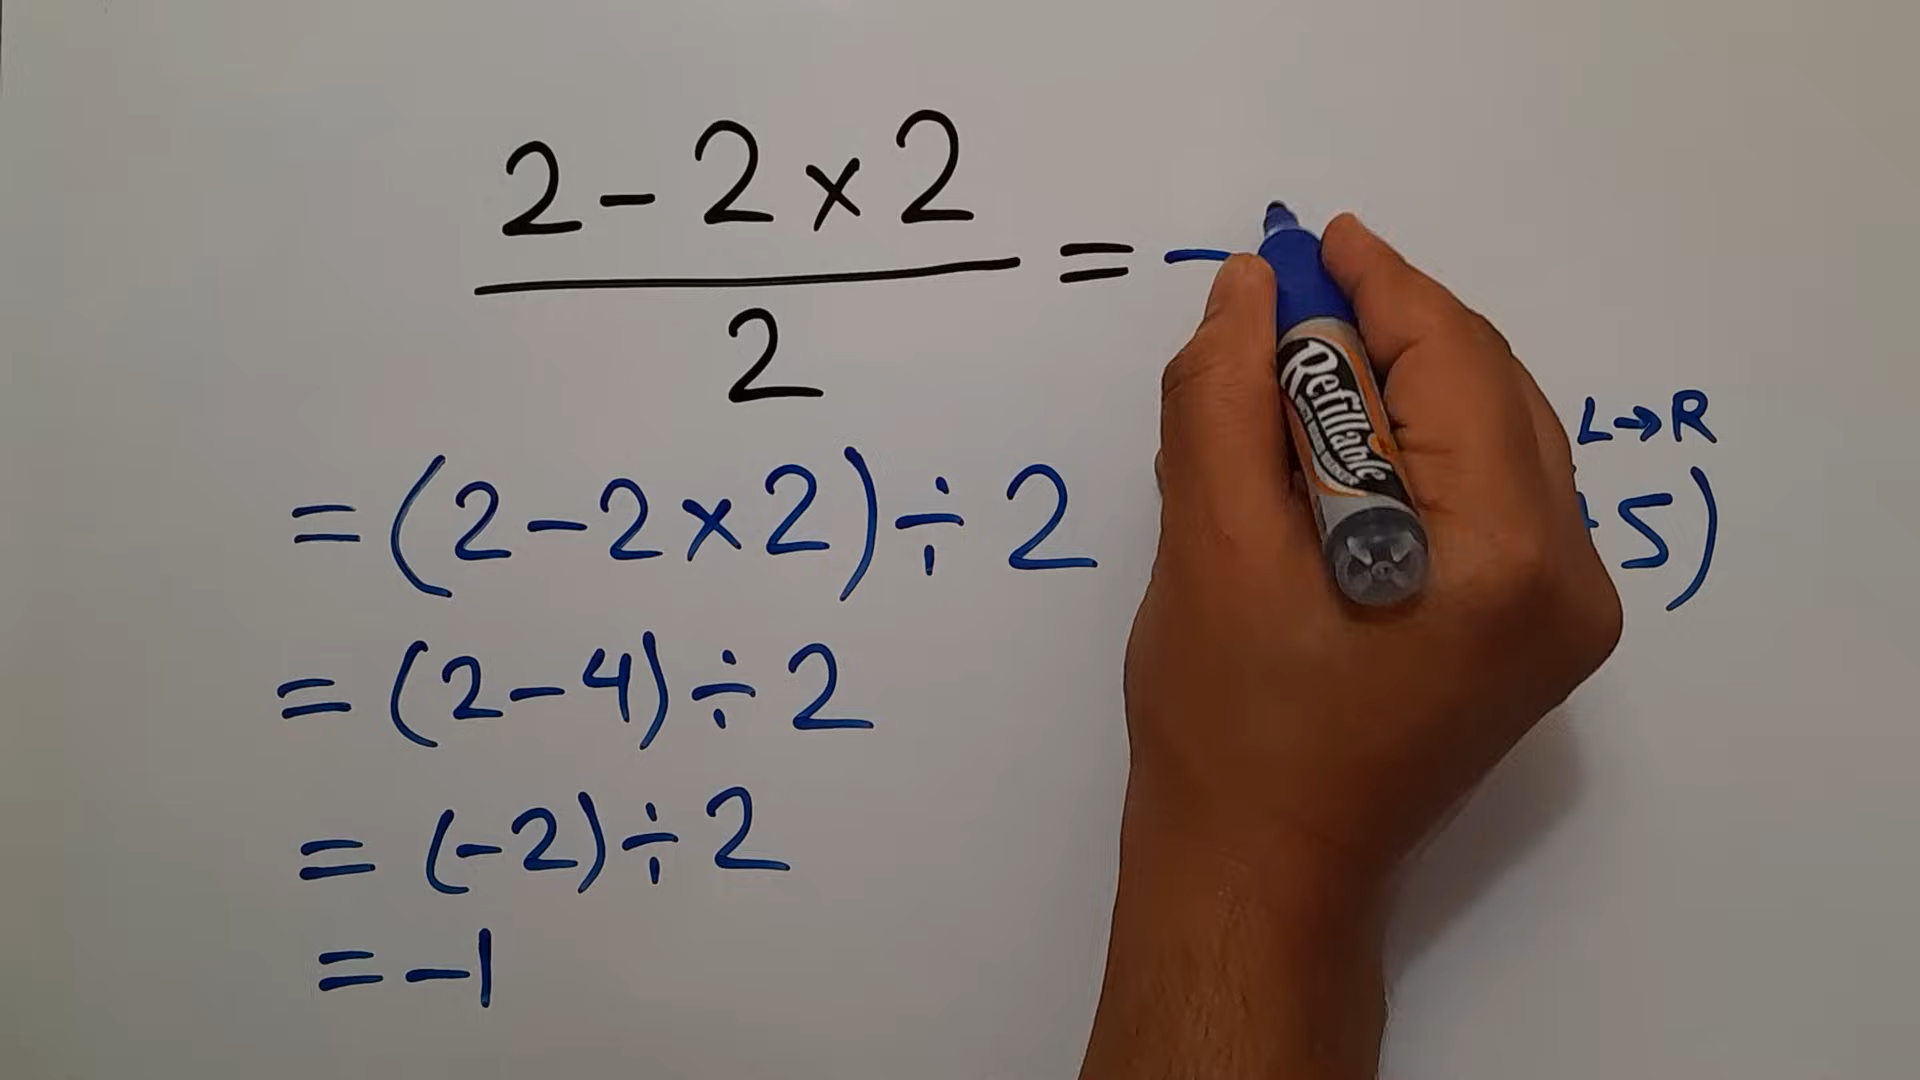 2 - 2 × 2
2
=
-
L → R
= (2 - 2 × 2) ÷ 2
5)
= (2 - 4) ÷ 2
= (-2) ÷ 2
= -1
Refillable